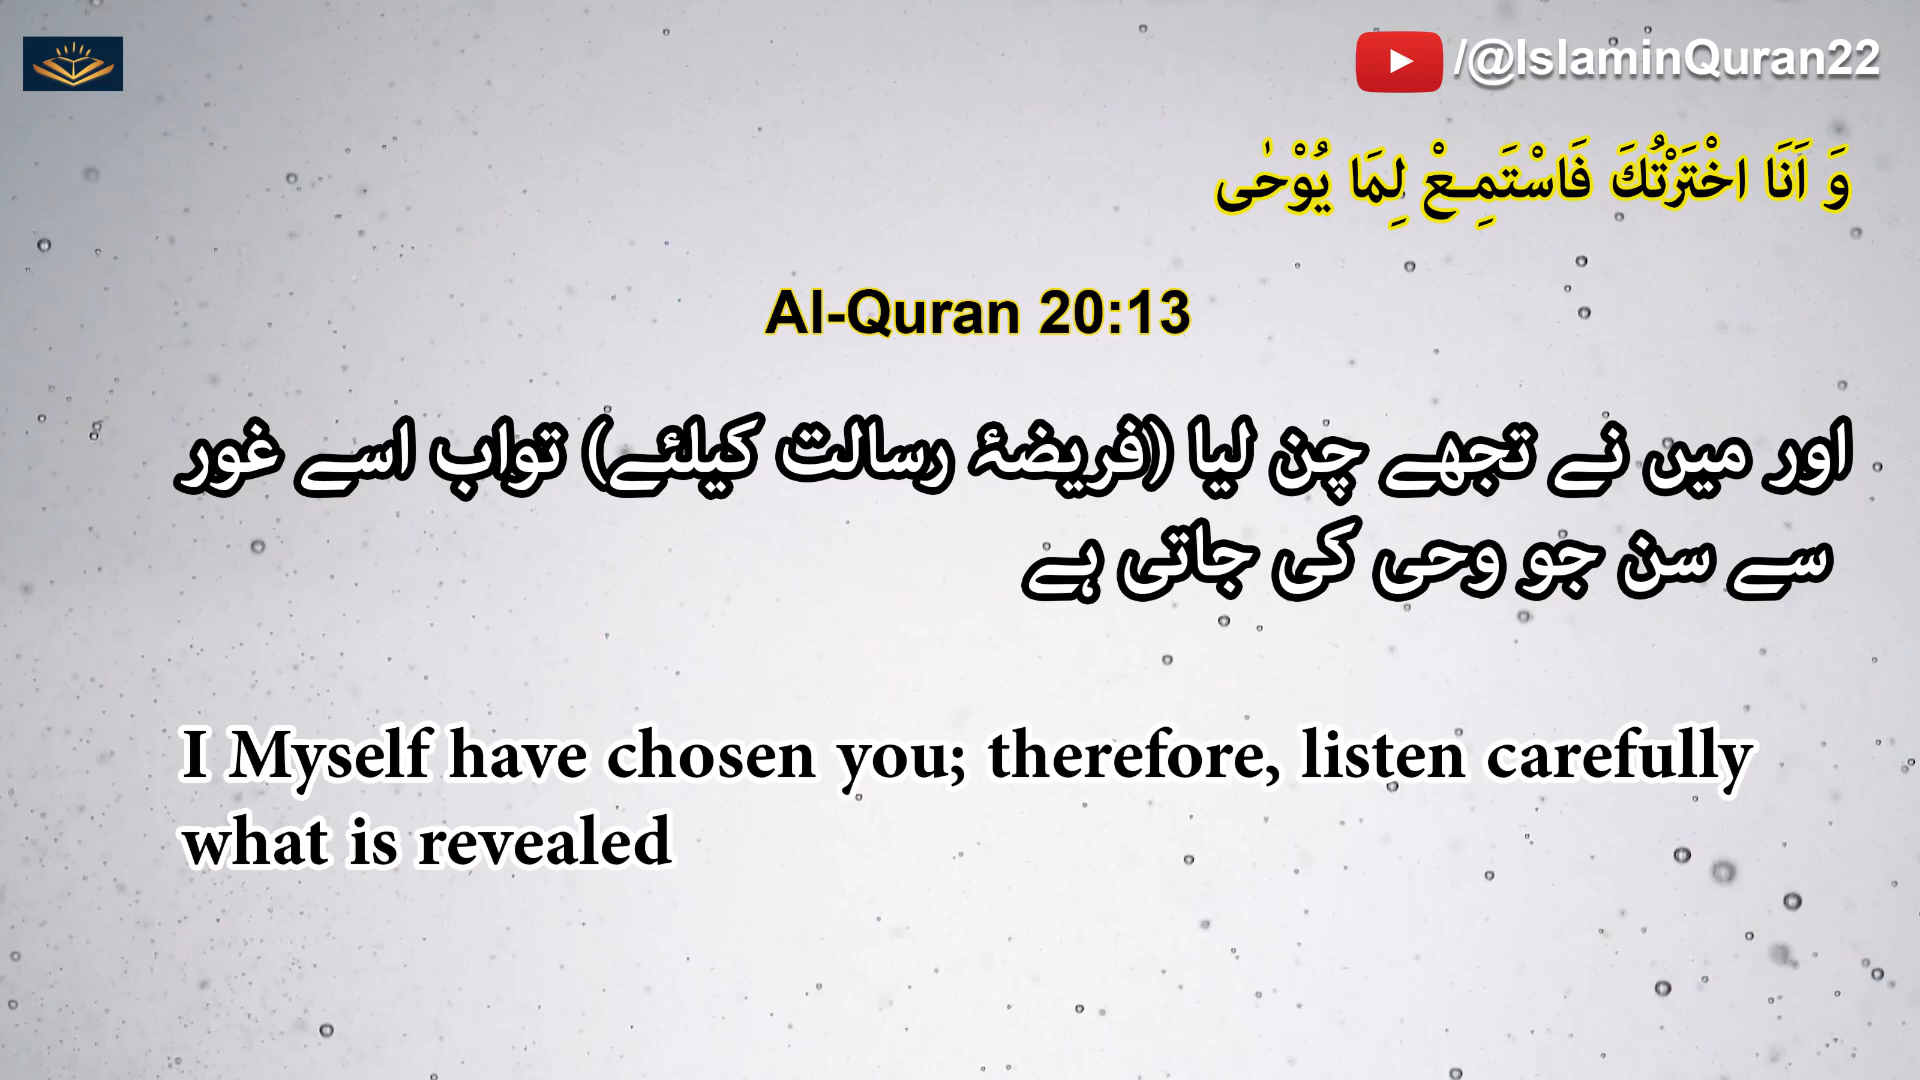 /@IslaminQuran22
وَ اَنَا اخْتَرْتُكَ فَاسْتَمِعْ لِمَا يُوْحٰى
Al-Quran 20:13
اور میں نے تجھے چن لیا (فریضۂ رسالت کیلئے) تواب اسے غور
سے سن جو وحی کی جاتی ہے
I Myself have chosen you; therefore, listen carefully
what is revealed